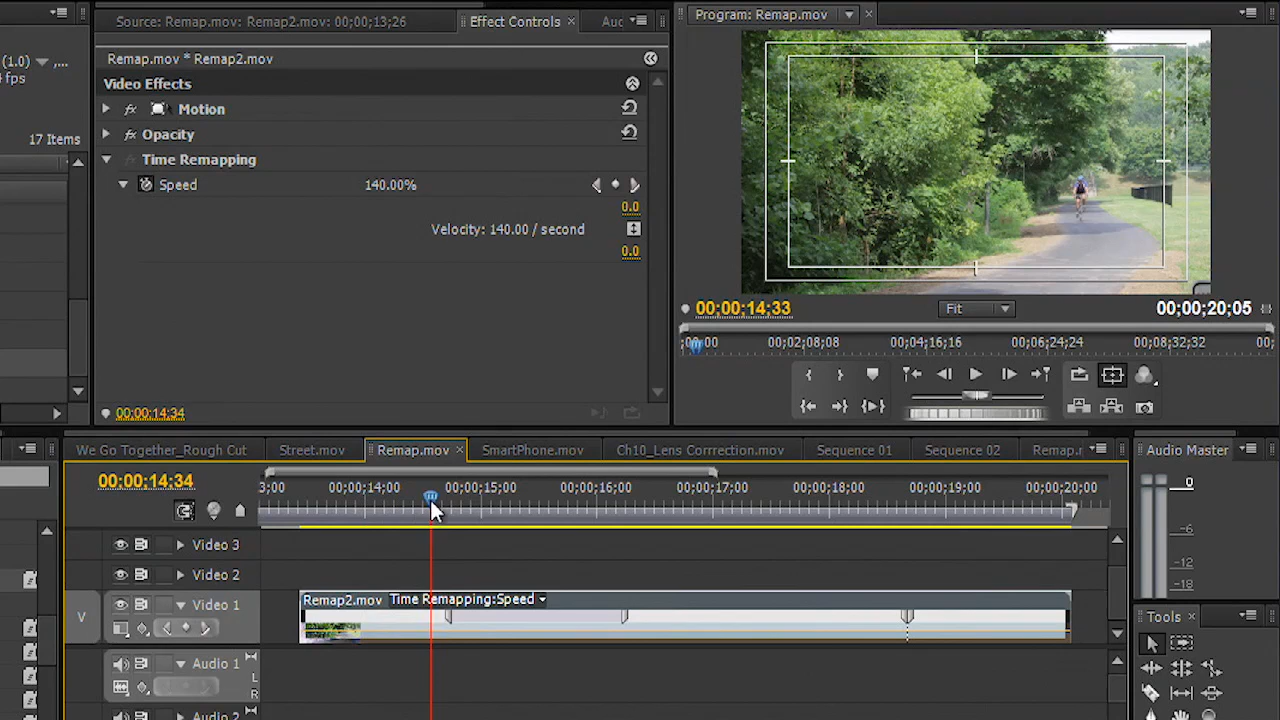 Source: Remap.mov: Remap2.mov: 00;00;13;26
Effect Controls
Auc
Program: Remap.mov
Remap.mov * Remap2.mov
Video Effects
Motion
Opacity
Time Remapping
Speed
140.00%
0.0
Velocity: 140.00 / second
0.0
00;00;14;34
(1.0)
,...
4 fps
17 Items
00;00;14;33
Fit
00;00;20;05
;00;00
00;02;08;08
00;04;16;16
00;06;24;24
00;08;32;32
00;
We Go Together_Rough Cut
Street.mov
Remap.mov
SmartPhone.mov
Ch10_Lens Corrrection.mov
Sequence 01
Sequence 02
Remap.r
Audio Master
00;00;14;34
3;00
00;00;14;00
00;00;15;00
00;00;16;00
00;00;17;00
00;00;18;00
00;00;19;00
00;00;20;00
Video 3
Video 2
V
Video 1
Remap2.mov Time Remapping:Speed
Audio 1
L
R
Audio 2
0
-6
-12
-18
Tools